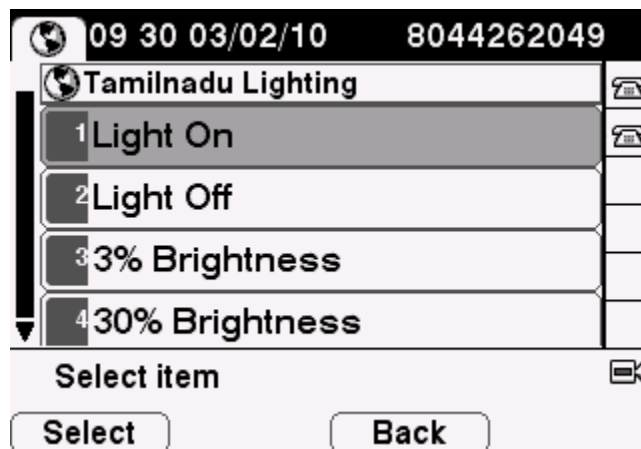 09 30 03/02/10 8044262049
Tamilnadu Lighting
1 Light On
2 Light Off
3 3% Brightness
4 30% Brightness
Select item
Select Back